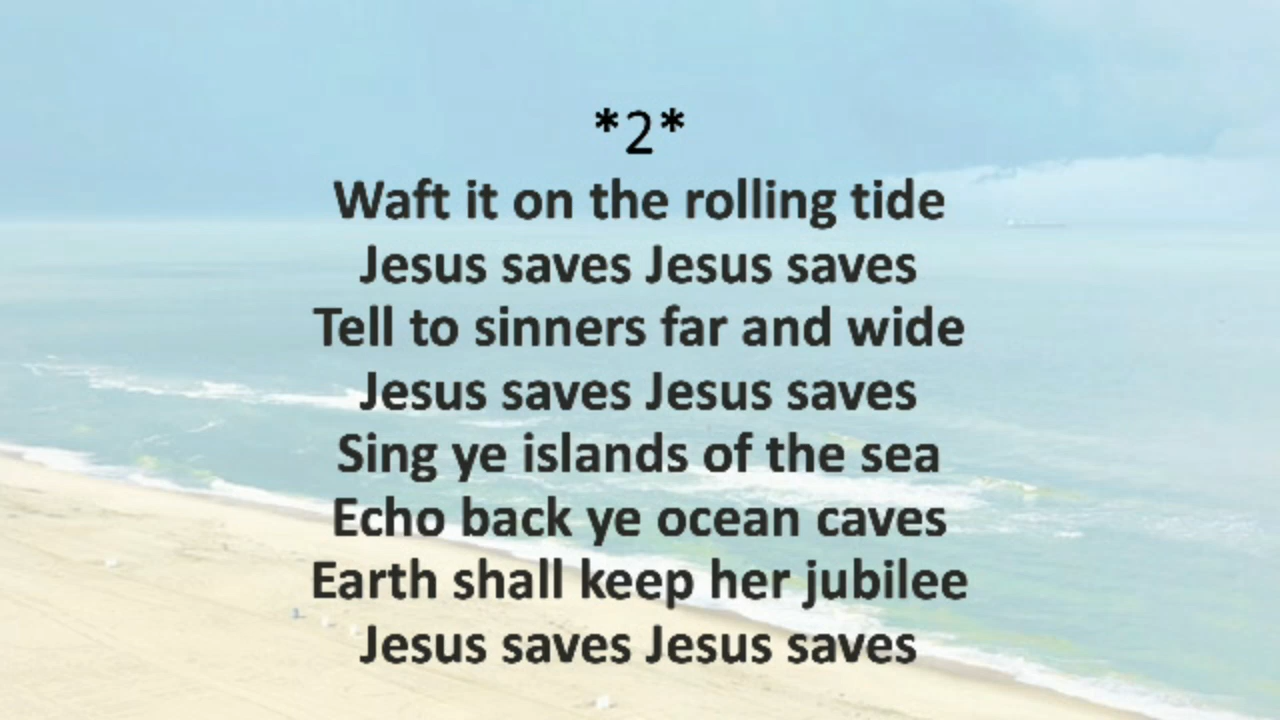 *2*
Waft it on the rolling tide
Jesus saves Jesus saves
Tell to sinners far and wide
Jesus saves Jesus saves
Sing ye islands of the sea
Echo back ye ocean caves
Earth shall keep her jubilee
Jesus saves Jesus saves